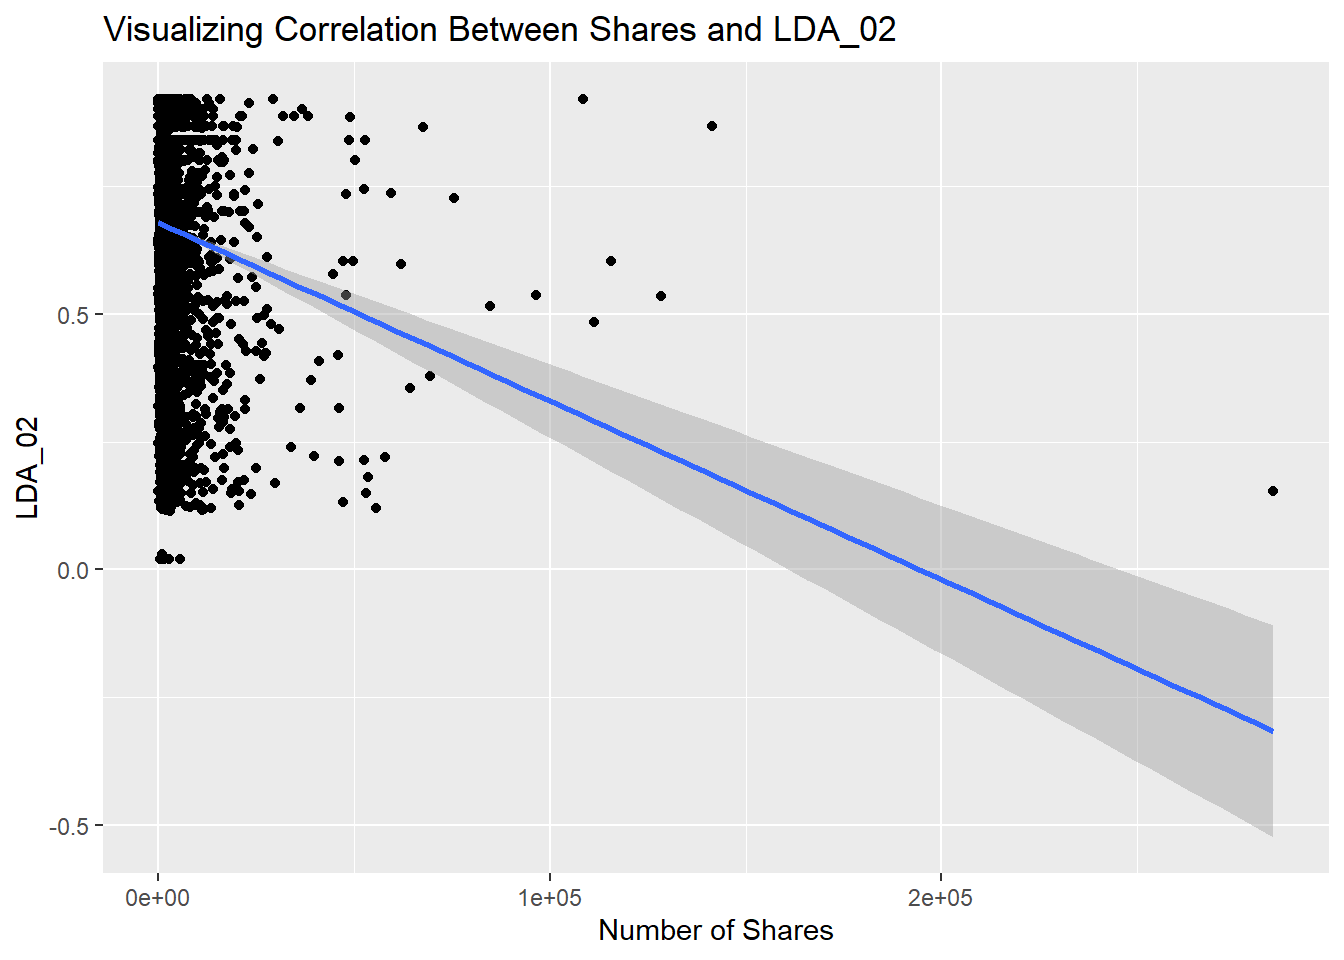 Visualizing Correlation Between Shares and LDA_02
LDA_02
0.5
0.0
-0.5
0e+00
1e+05
2e+05
Number of Shares